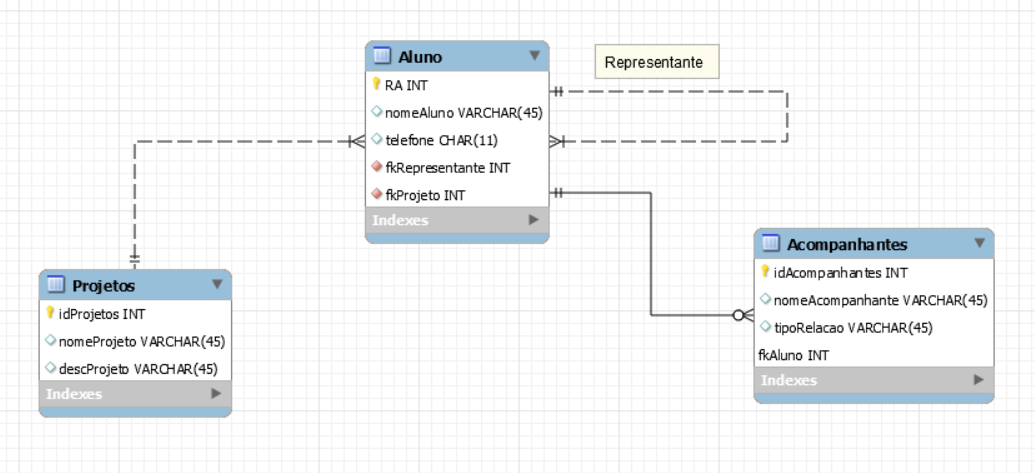 Aluno
RA INT
nomeAluno VARCHAR(45)
telefone CHAR(11)
fkRepresentante INT
fkProjeto INT
Indexes
Representante
Projetos
idProjetos INT
nomeProjeto VARCHAR(45)
descProjeto VARCHAR(45)
Indexes
Acompanhantes
idAcompanhantes INT
nomeAcompanhante VARCHAR(45)
tipoRelacao VARCHAR(45)
fkAluno INT
Indexes